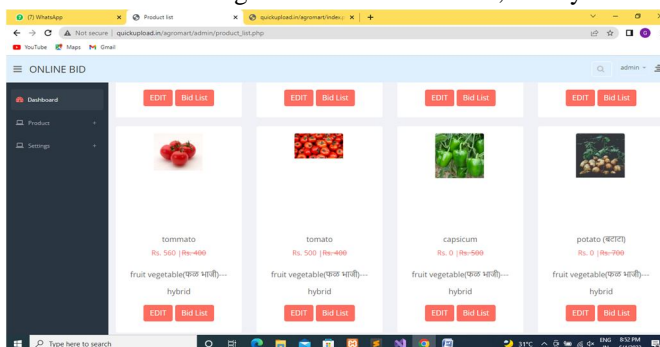 (7) WhatsApp
Product list
quickupload.in/agromart/index.p
Not secure | quickupload.in/agromart/admin/product_list.php
YouTube Maps Gmail
ONLINE BID
admin
Dashboard
Product
Settings
EDIT Bid List EDIT Bid List EDIT Bid List EDIT Bid List
tommato tomato capsicum potato (बटाटा)
Rs. 560 |Rs. 400 Rs. 500 |Rs. 400 Rs. 0 |Rs. 500 Rs. 0 |Rs. 700
fruit vegetable(फळ भाजी)--- fruit vegetable(फळ भाजी)--- fruit vegetable(फळ भाजी)--- fruit vegetable(फळ भाजी)---
hybrid hybrid hybrid hybrid
EDIT Bid List EDIT Bid List EDIT Bid List EDIT Bid List
Type here to search
31°C ENG 8:52 PM